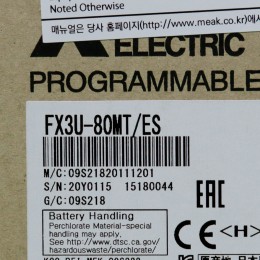 Noted Otherwise
매뉴얼은 당사 홈페이지(http://www.meak.co.kr)에서
ELECTRIC
PROGRAMMABLE
FX3U-80MT/ES
M/C:09S21820111201
S/N:20Y0115 15180044
G/C:09S218
EAC
Battery Handling
Perchlorate Material-special
handling may apply.
See http://www.dtsc.ca.gov/
hazardouswaste/perchlorate/
<H>